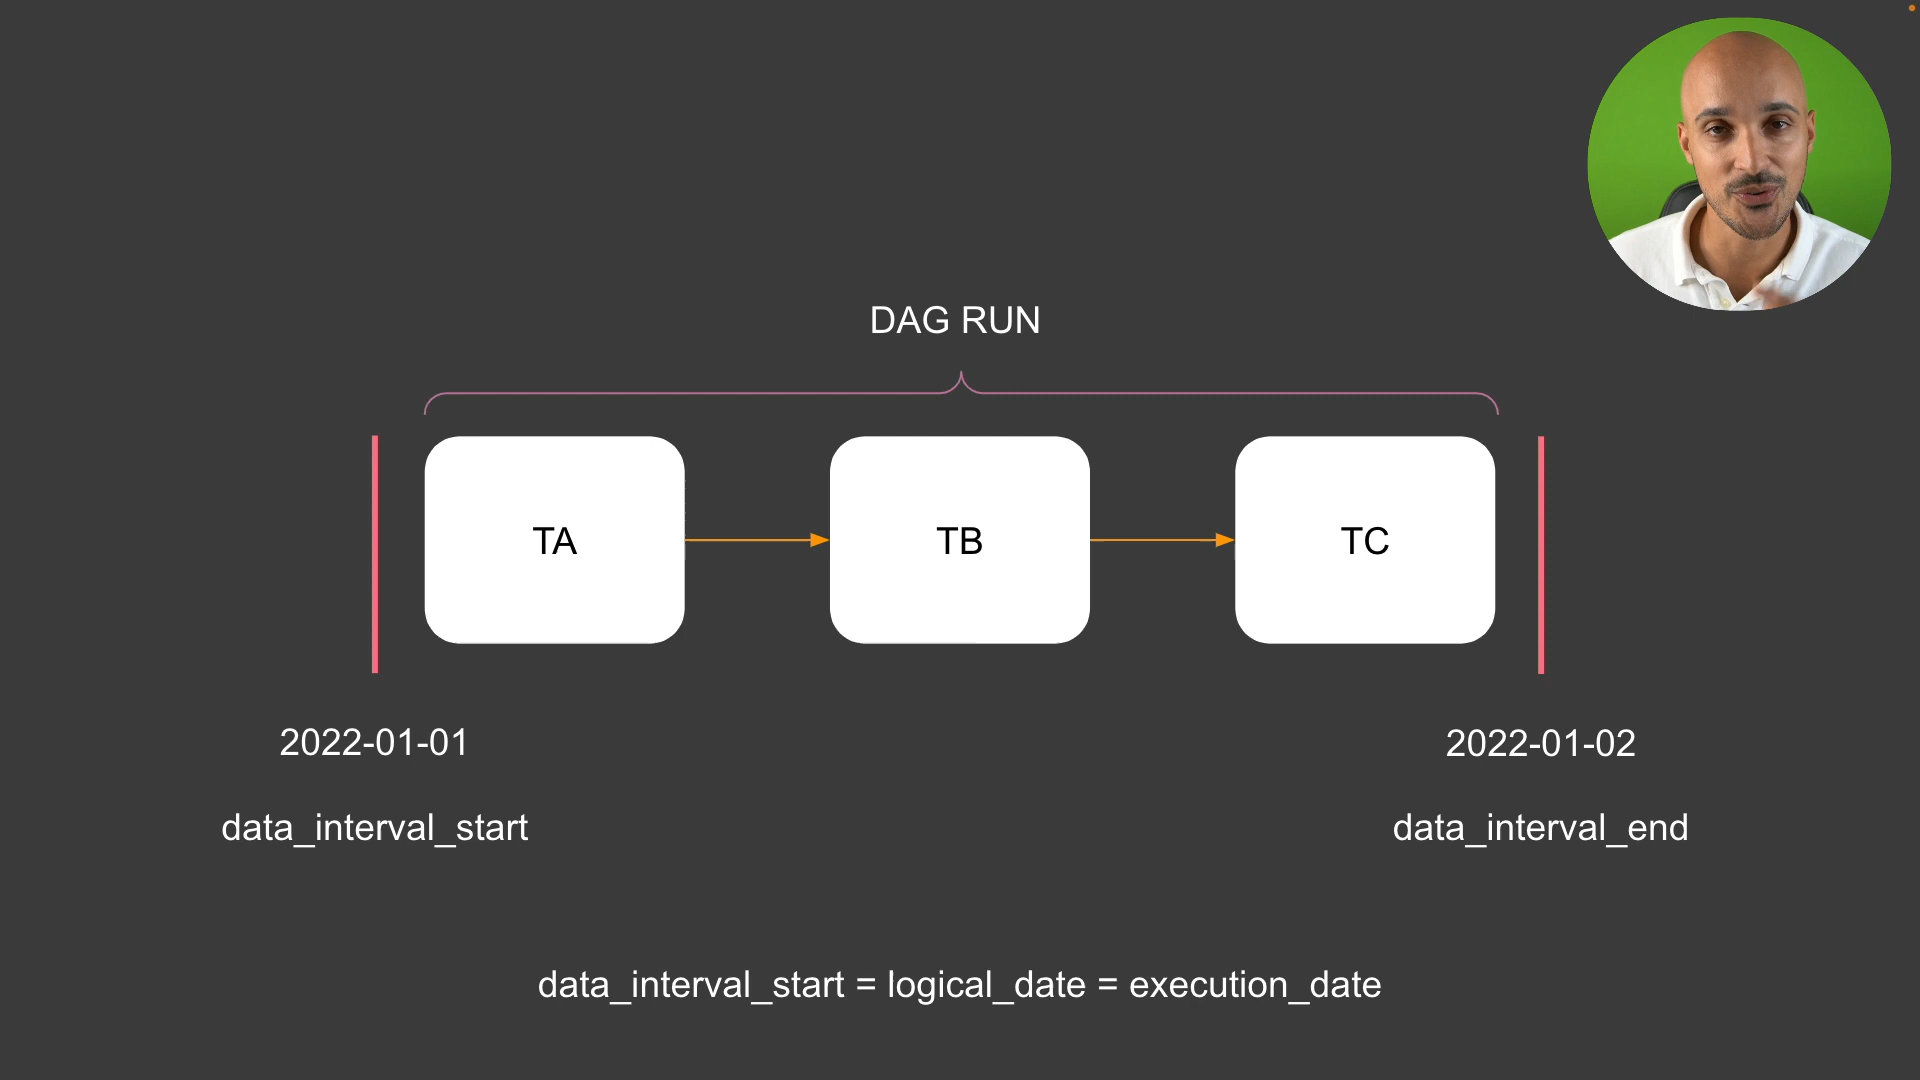 DAG RUN
TA
TB
TC
2022-01-01
2022-01-02
data_interval_start
data_interval_end
data_interval_start = logical_date = execution_date